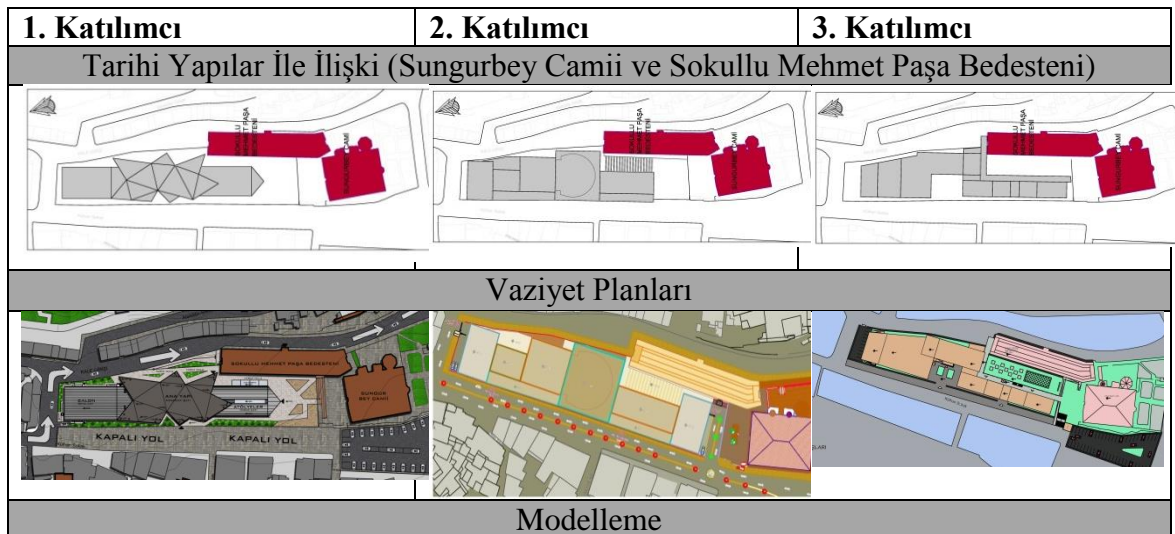 1. Katılımcı 2. Katılımcı 3. Katılımcı
Tarihi Yapılar İle İlişki (Sungurbey Camii ve Sokullu Mehmet Paşa Bedesteni)
SOKULLU MEHMET PAŞA BEDESTENİ
SUNGURBEY CAMİ
SOKULLU MEHMET PAŞA BEDESTENİ
SUNGURBEY CAMİ
SOKULLU MEHMET PAŞA BEDESTENİ
SUNGURBEY CAMİ
Vaziyet Planları
SOKULLU MEHMET PAŞA BEDESTENİ
SUNGUR BEY CAMİİ
ANA YAPI
KAPALI YOL KAPALI YOL
Modelleme